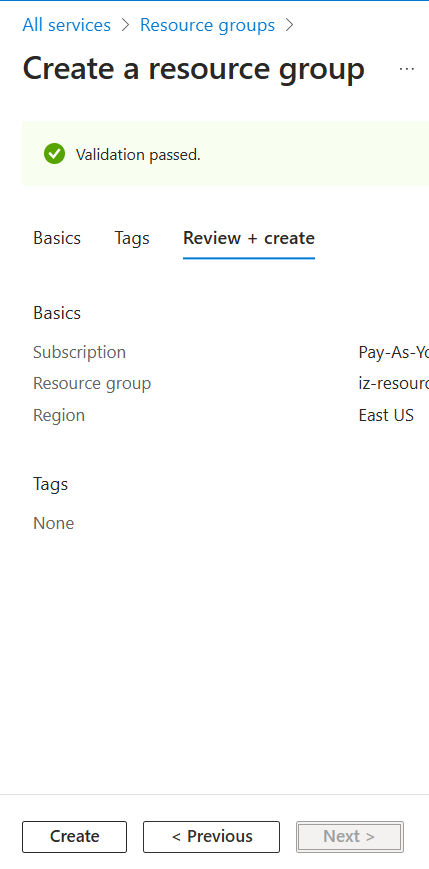 All services > Resource groups >
Create a resource group ...
Validation passed.
Basics Tags Review + create
Basics
Subscription Pay-As-Yo
Resource group iz-resourc
Region East US
Tags
None
Create < Previous Next >